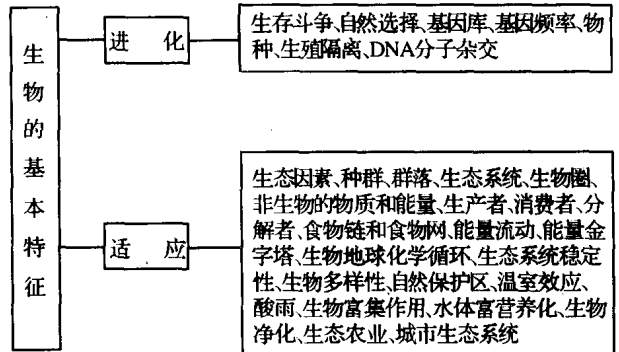 生物的基本特征
进 化
生存斗争、自然选择、基因库、基因频率、物
种、生殖隔离、DNA分子杂交
适 应
生态因素、种群、群落、生态系统、生物圈、
非生物的物质和能量、生产者、消费者、分
解者、食物链和食物网、能量流动、能量金
字塔、生物地球化学循环、生态系统稳定
性、生物多样性、自然保护区、温室效应、
酸雨、生物富集作用、水体富营养化、生物
净化、生态农业、城市生态系统